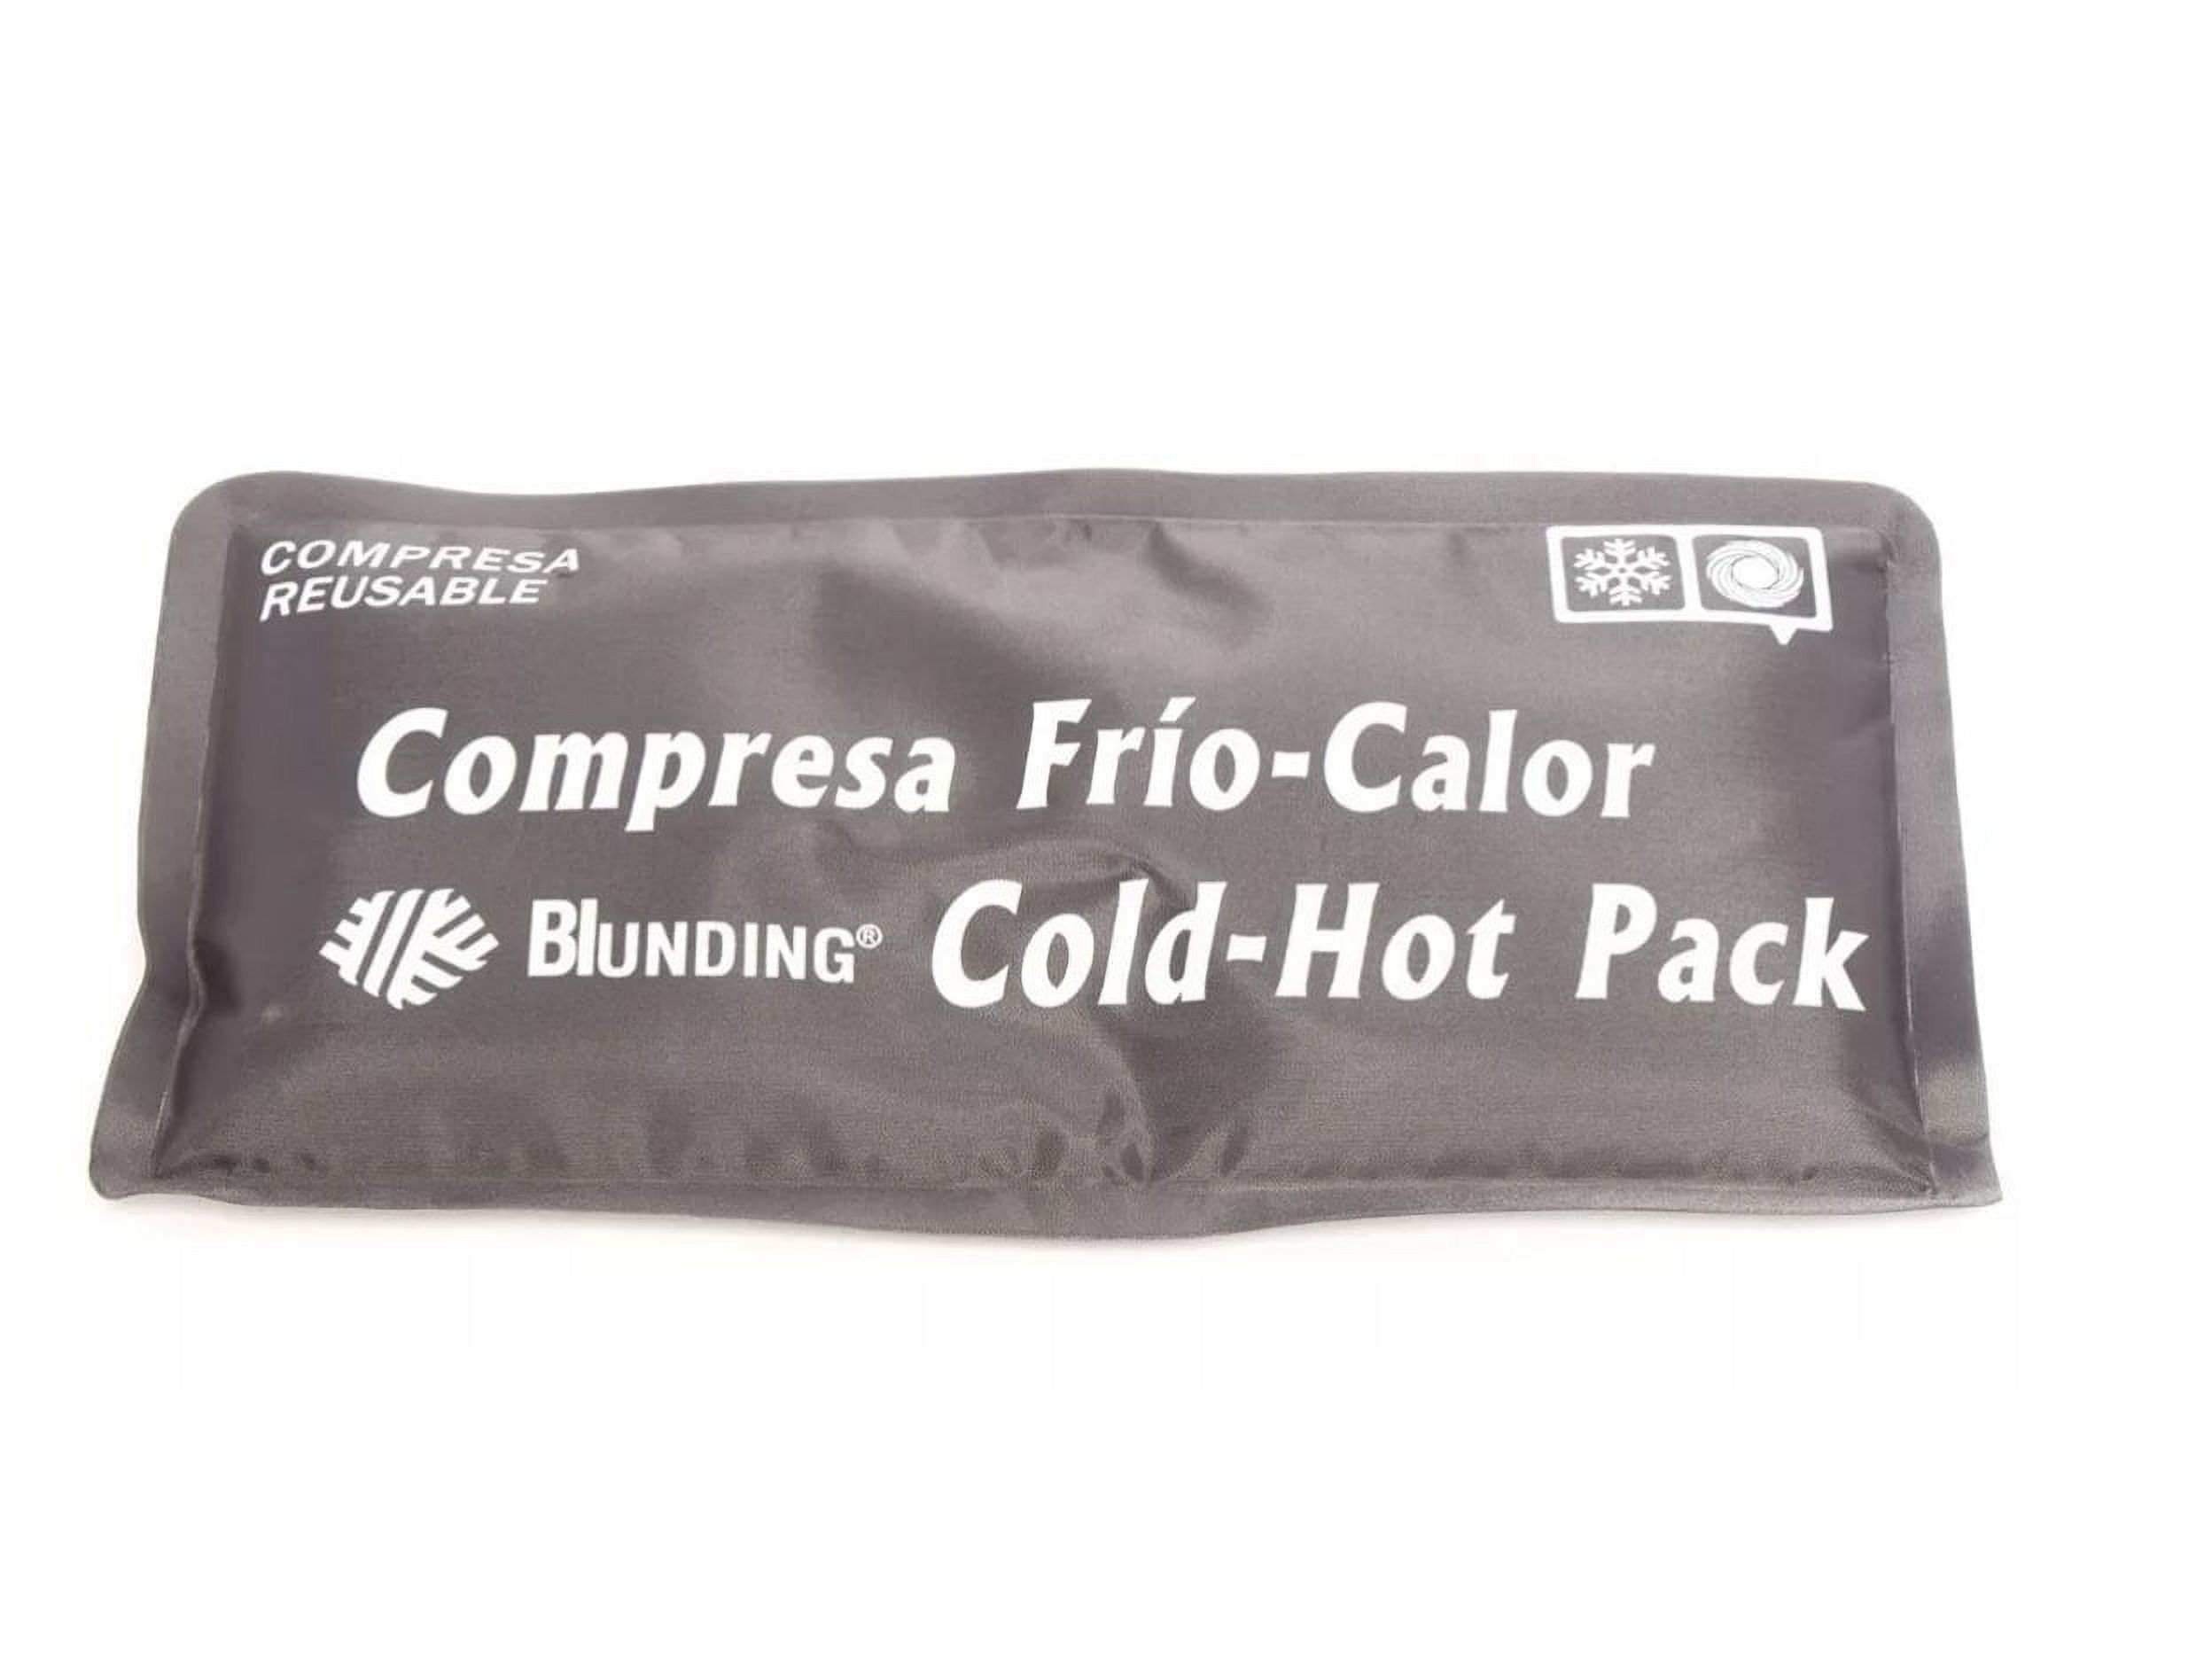 COMPRESA
REUSABLE
Compresa Frío-Calor
BLUNDING® Cold-Hot Pack